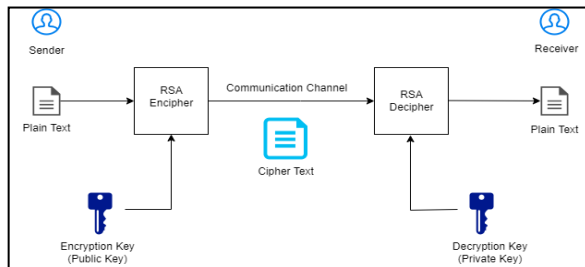 Sender
Receiver
RSA
Encipher
Communication Channel
RSA
Decipher
Plain Text
Plain Text
Cipher Text
Encryption Key
(Public Key)
Decryption Key
(Private Key)